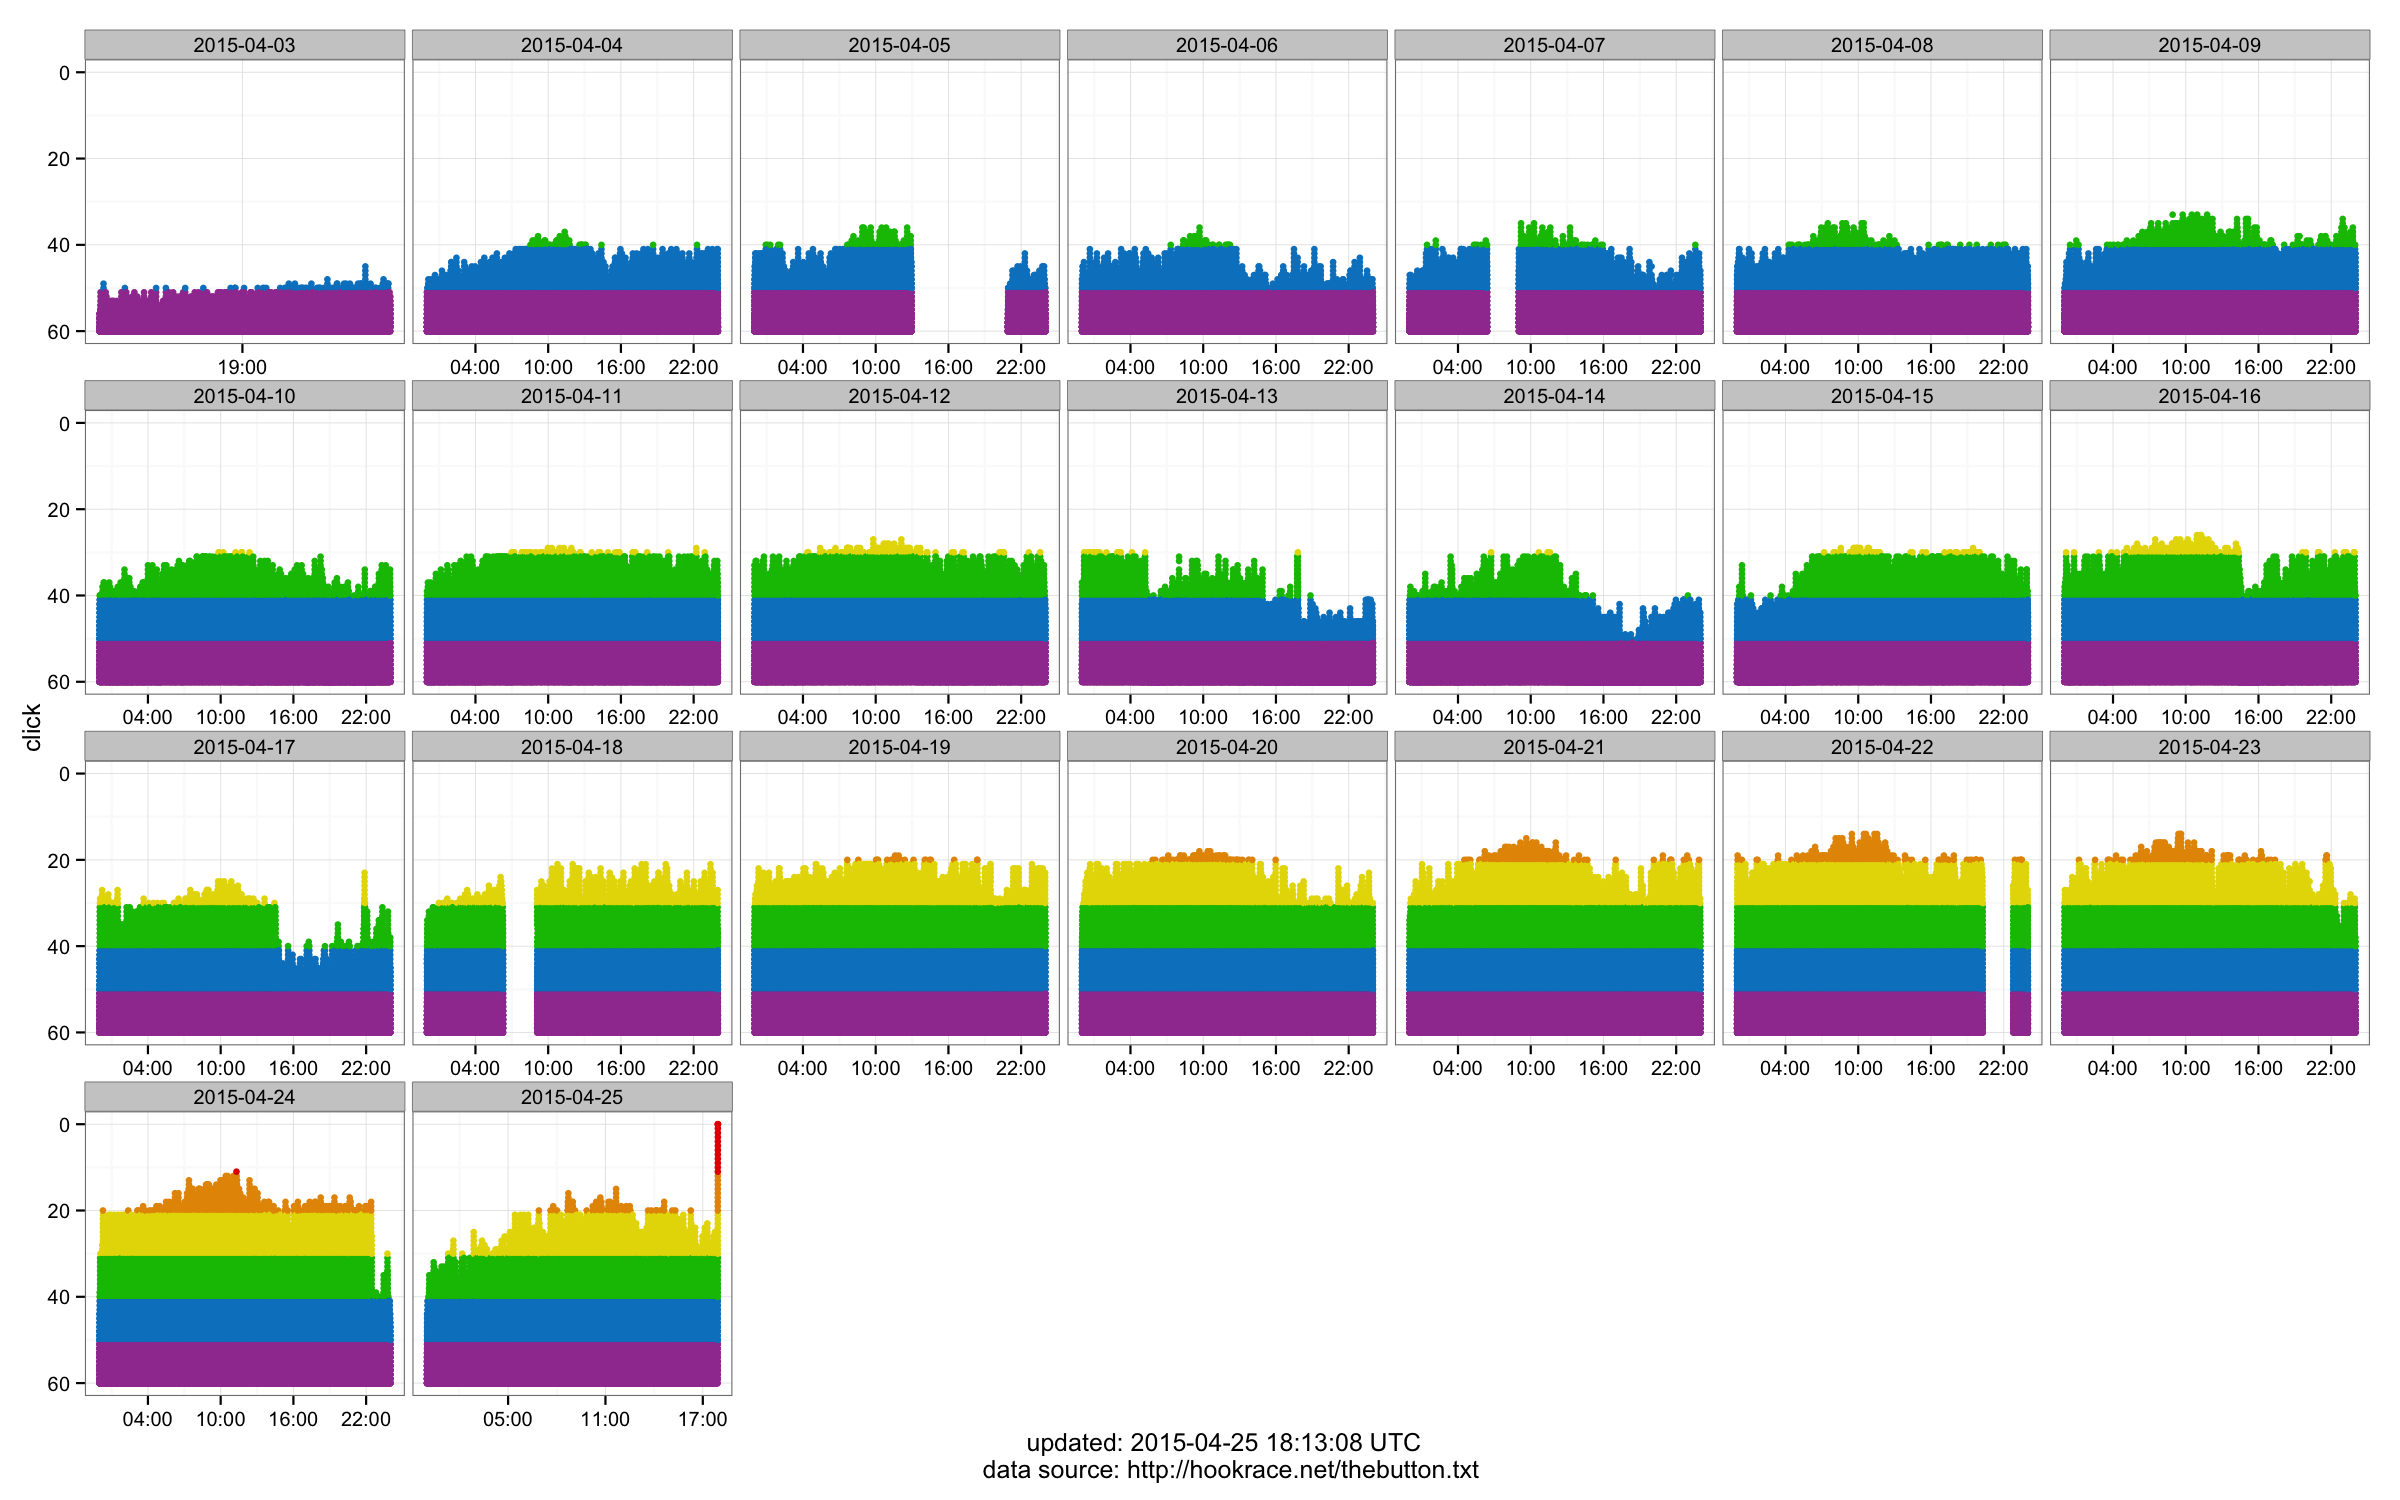 2015-04-03 2015-04-04 2015-04-05 2015-04-06 2015-04-07 2015-04-08 2015-04-09
0
20
40
60
19:00 04:00 10:00 16:00 22:00 04:00 10:00 16:00 22:00 04:00 10:00 16:00 22:00 04:00 10:00 16:00 22:00 04:00 10:00 16:00 22:00 04:00 10:00 16:00 22:00
2015-04-10 2015-04-11 2015-04-12 2015-04-13 2015-04-14 2015-04-15 2015-04-16
0
20
40
60
04:00 10:00 16:00 22:00 04:00 10:00 16:00 22:00 04:00 10:00 16:00 22:00 04:00 10:00 16:00 22:00 04:00 10:00 16:00 22:00 04:00 10:00 16:00 22:00 04:00 10:00 16:00 22:00
click
2015-04-17 2015-04-18 2015-04-19 2015-04-20 2015-04-21 2015-04-22 2015-04-23
0
20
40
60
04:00 10:00 16:00 22:00 04:00 10:00 16:00 22:00 04:00 10:00 16:00 22:00 04:00 10:00 16:00 22:00 04:00 10:00 16:00 22:00 04:00 10:00 16:00 22:00 04:00 10:00 16:00 22:00
2015-04-24 2015-04-25
0
20
40
60
04:00 10:00 16:00 22:00 05:00 11:00 17:00
updated: 2015-04-25 18:13:08 UTC
data source: http://hookrace.net/thebutton.txt